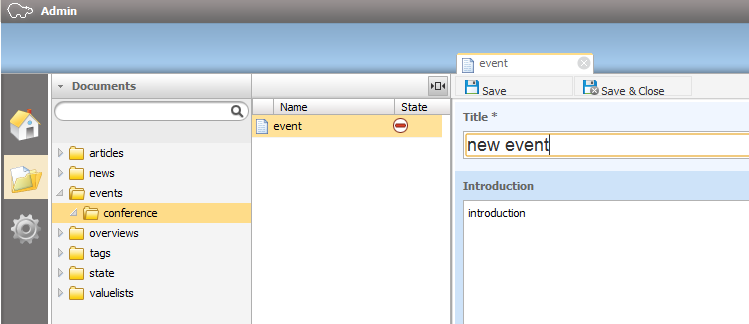 Admin
event
Documents
Save
Save & Close
Name
State
event
articles
news
events
conference
overviews
tags
state
valuelists
Title *
new event
Introduction
introduction